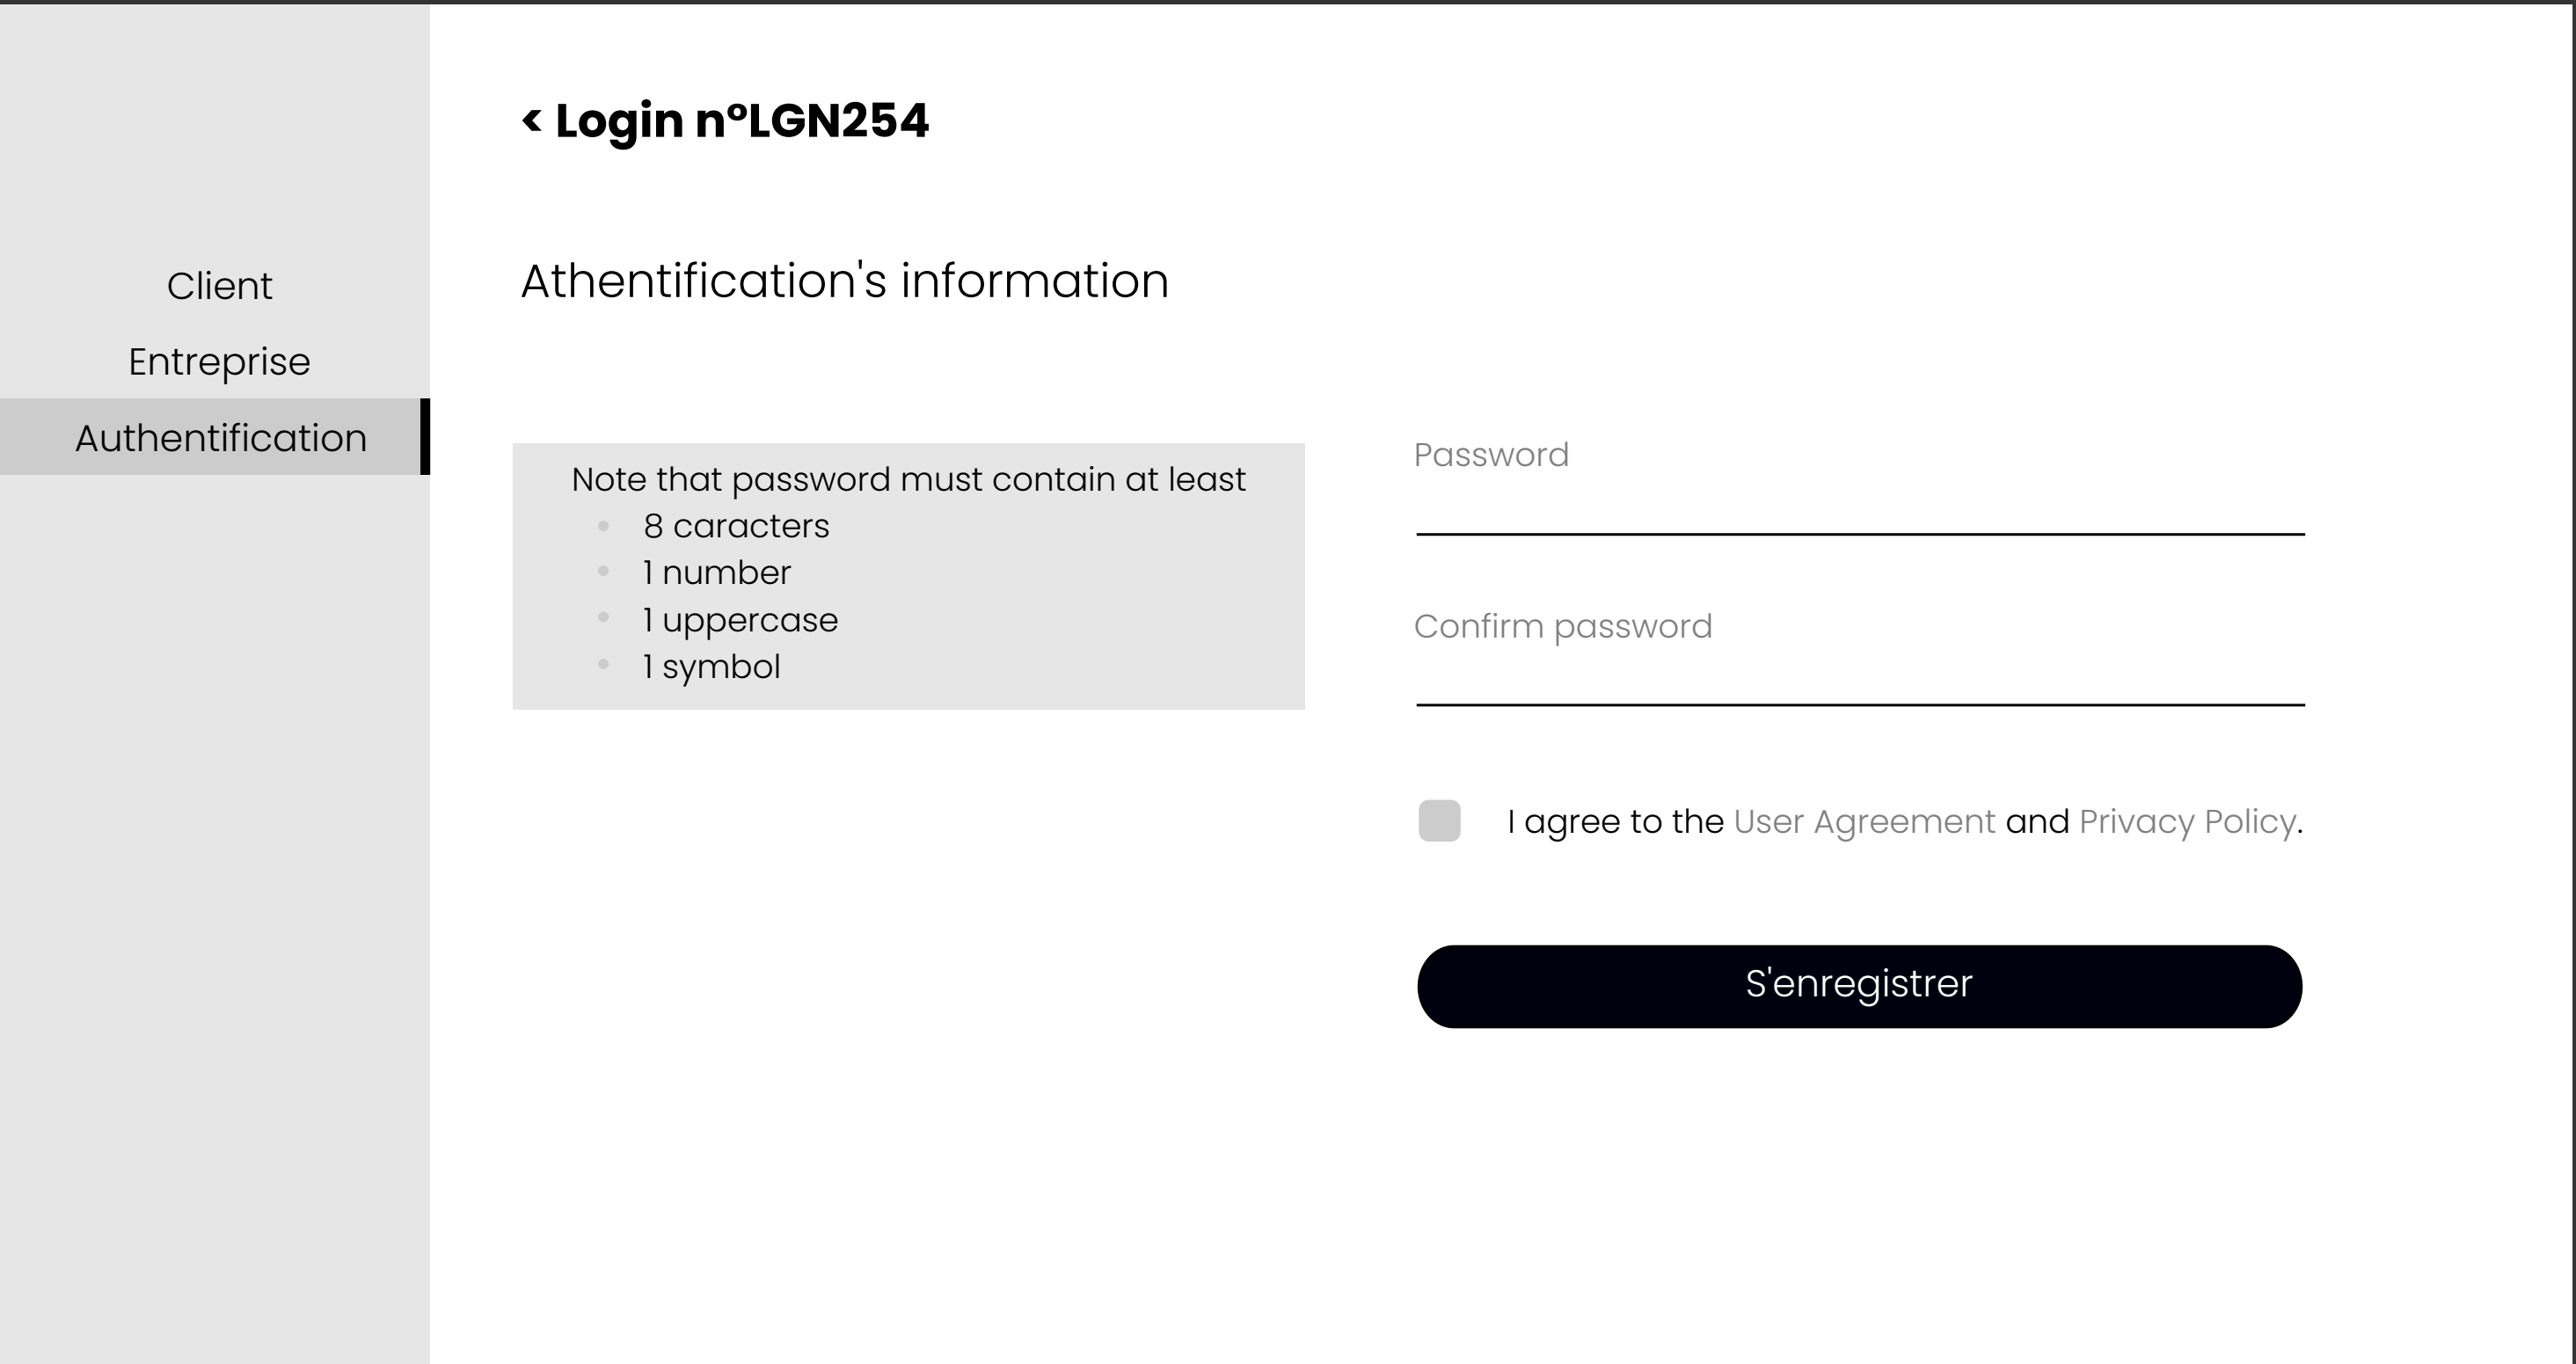 < Login n°LGN254
Client
Entreprise
Authentification
Athentification's information
Note that password must contain at least
8 caracters
1 number
1 uppercase
1 symbol
Password
Confirm password
I agree to the User Agreement and Privacy Policy.
S'enregistrer